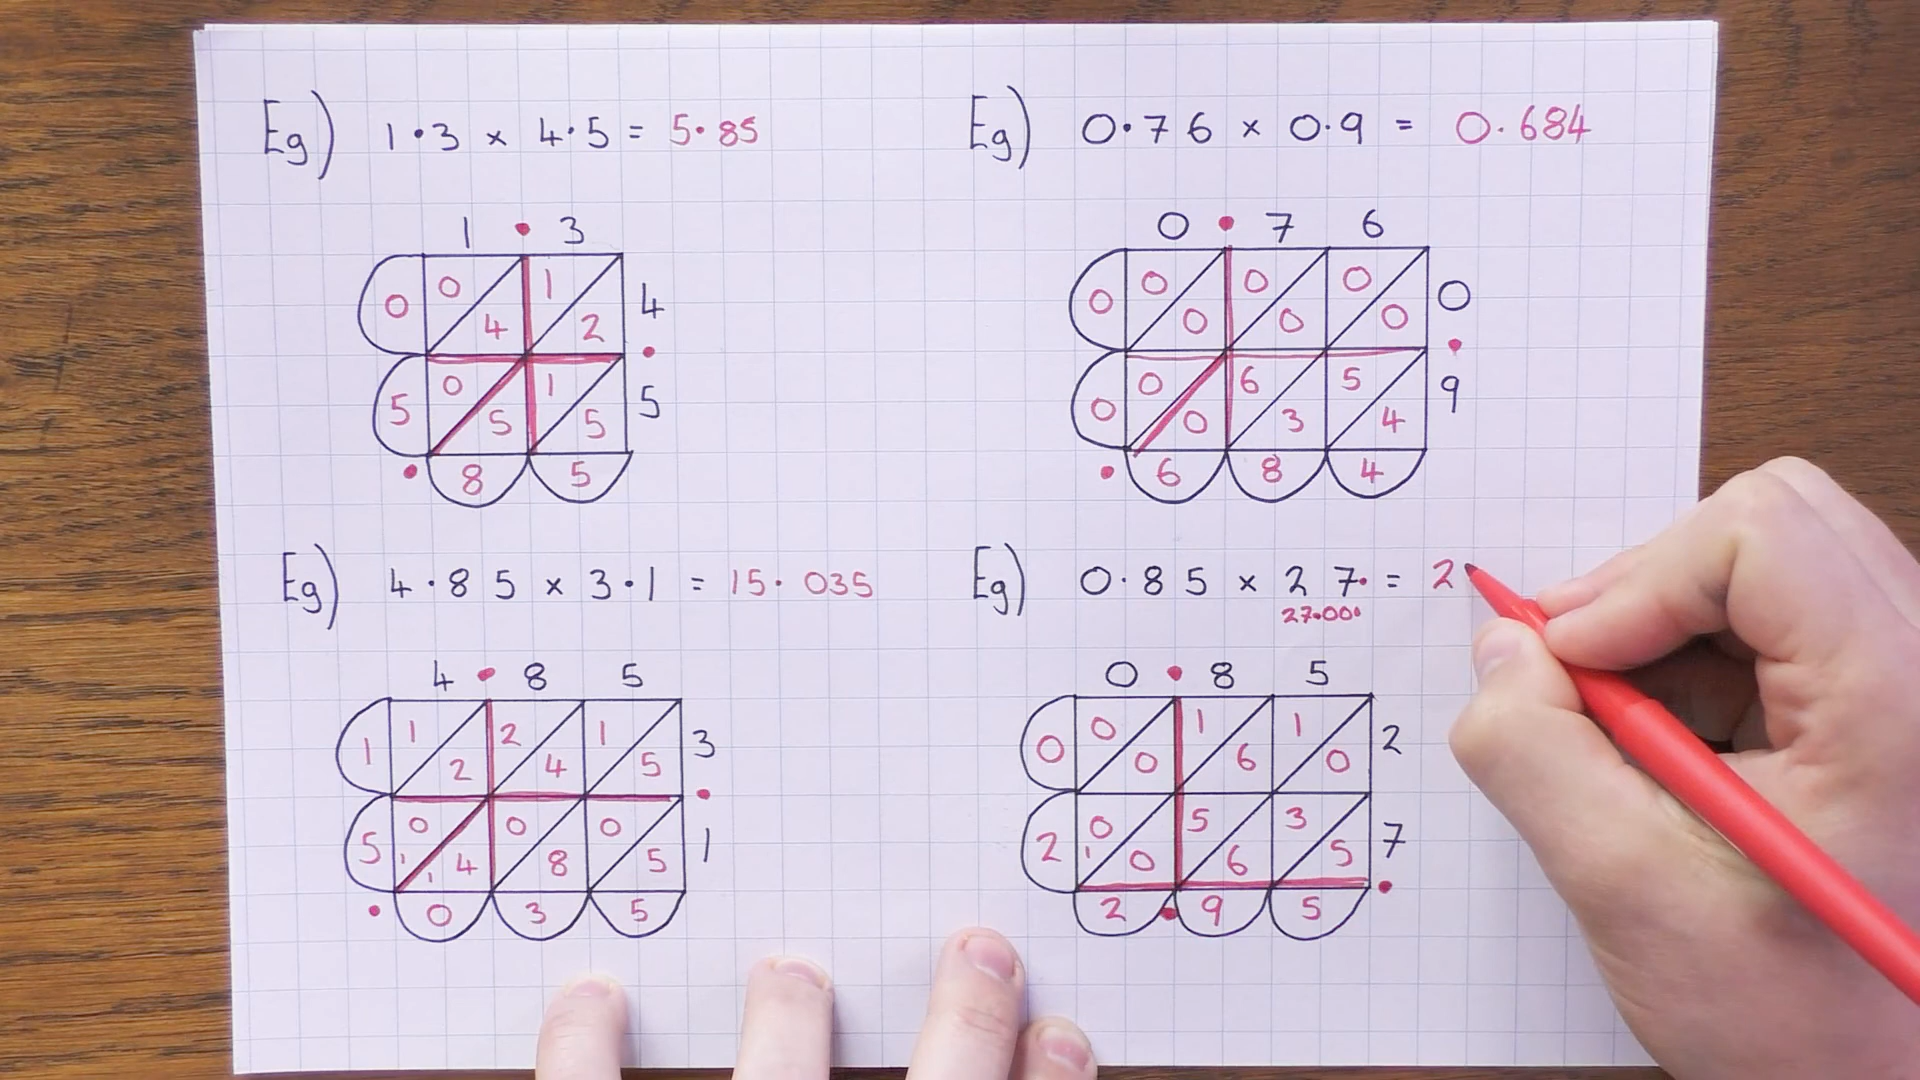 Eg) 1.3 × 4.5 = 5.85
1 . 3
0 0 1 4
4 2
.
5 0 1 5
5 5
. 8 5
Eg) 0.76 × 0.9 = 0.684
0 . 7 6
0 0 0 0 0
0 0 0
.
0 0 6 5 9
0 3 4
. 6 8 4
Eg) 4.85 × 3.1 = 15.035
4 . 8 5
1 1 2 1 3
2 4 5
.
5 0 0 0 1
1 1 4 8 5
. 0 3 5
Eg) 0.85 × 27. = 2
27.000
0 . 8 5
0 0 1 1 2
0 6 0
2 0 5 3 7
1 0 6 5
.
2 . 9 5